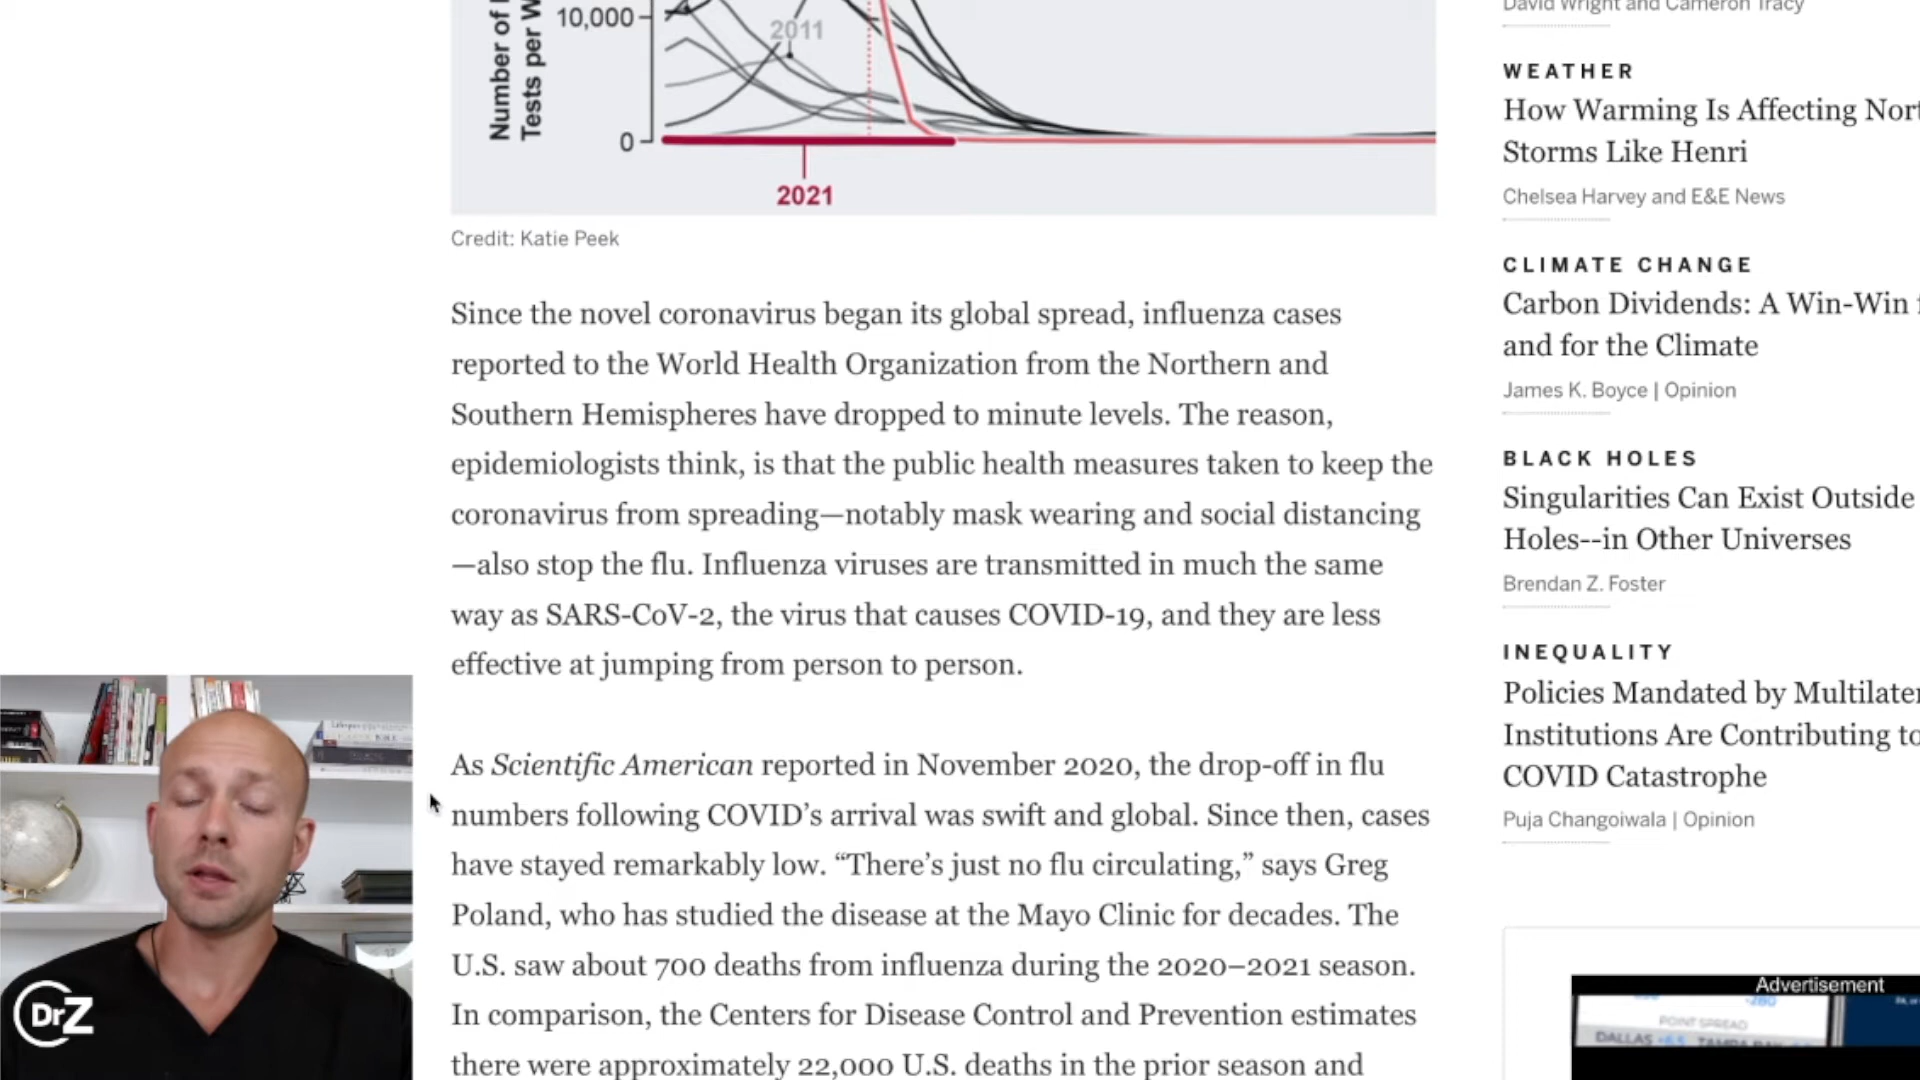 Number of
Tests per W
10,000
2011
0
2021
Credit: Katie Peek
Since the novel coronavirus began its global spread, influenza cases
reported to the World Health Organization from the Northern and
Southern Hemispheres have dropped to minute levels. The reason,
epidemiologists think, is that the public health measures taken to keep the
coronavirus from spreading—notably mask wearing and social distancing
—also stop the flu. Influenza viruses are transmitted in much the same
way as SARS-CoV-2, the virus that causes COVID-19, and they are less
effective at jumping from person to person.
As Scientific American reported in November 2020, the drop-off in flu
numbers following COVID’s arrival was swift and global. Since then, cases
have stayed remarkably low. “There’s just no flu circulating,” says Greg
Poland, who has studied the disease at the Mayo Clinic for decades. The
U.S. saw about 700 deaths from influenza during the 2020–2021 season.
In comparison, the Centers for Disease Control and Prevention estimates
there were approximately 22,000 U.S. deaths in the prior season and
David Wright and Cameron Tracy
WEATHER
How Warming Is Affecting Nort
Storms Like Henri
Chelsea Harvey and E&E News
CLIMATE CHANGE
Carbon Dividends: A Win-Win f
and for the Climate
James K. Boyce | Opinion
BLACK HOLES
Singularities Can Exist Outside
Holes--in Other Universes
Brendan Z. Foster
INEQUALITY
Policies Mandated by Multilater
Institutions Are Contributing to
COVID Catastrophe
Puja Changoiwala | Opinion
Advertisement
-280
POINT SPREAD
DALLAS +6.5 TAMPA BAY
DrZ